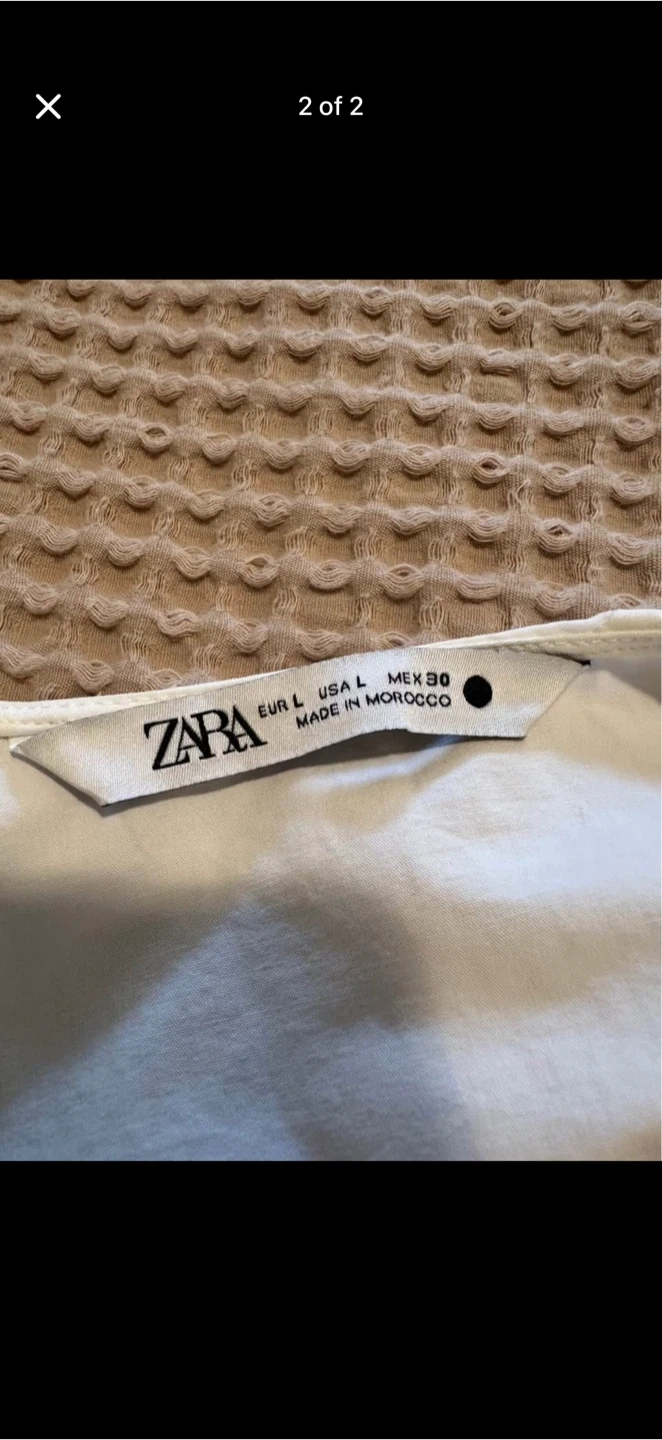 2 of 2
ZARA EUR L USA L MEX 30
MADE IN MOROCCO